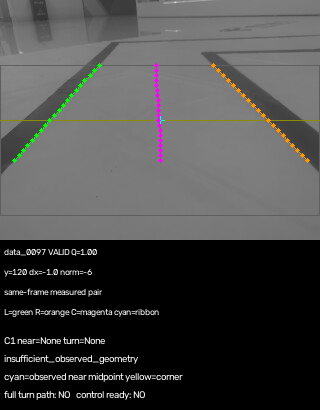 data_0097 VALID Q=1.00
y=120 dx=-1.0 norm=-6
same-frame measured pair
L=green R=orange C=magenta cyan=ribbon
C1 near=None turn=None
insufficient_observed_geometry
cyan=observed near midpoint yellow=corner
full turn path: NO control ready: NO